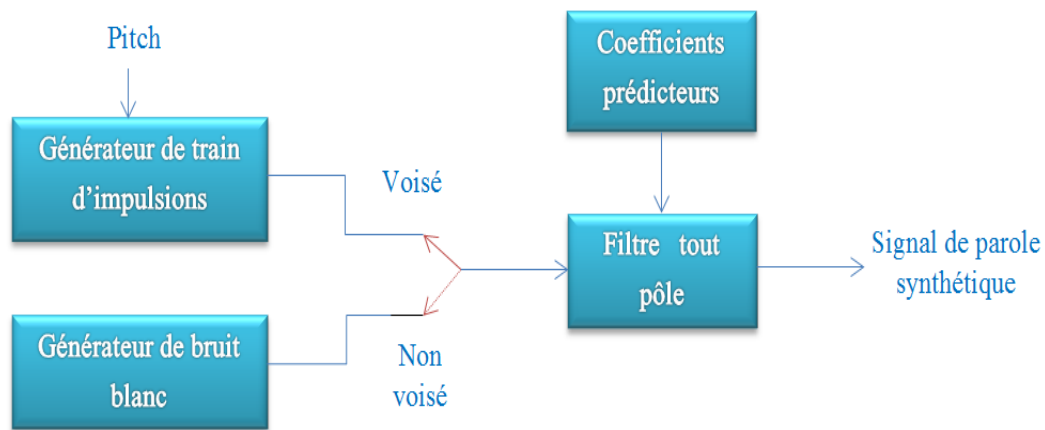 Pitch
Générateur de train
d’impulsions
Voisé
Coefficients
prédicteurs
Filtre tout
pôle
Signal de parole
synthétique
Générateur de bruit
blanc
Non
voisé